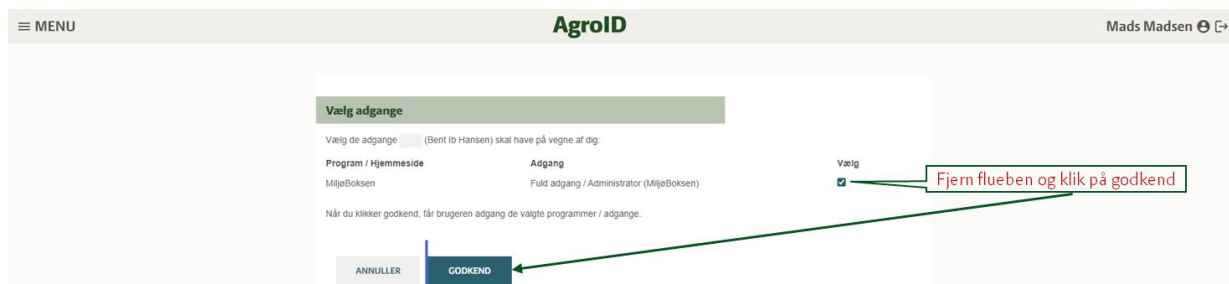 MENU
AgroID
Mads Madsen
Vælg adgange
Vælg de adgange (Bent Ib Hansen) skal have på vegne af dig:
Program / Hjemmeside Adgang Vælg
MiljøBoksen Fuld adgang / Administrator (MiljøBoksen)
Fjern flueben og klik på godkend
Når du klikker godkend, får brugeren adgang de valgte programmer / adgange.
ANNULLER GODKEND